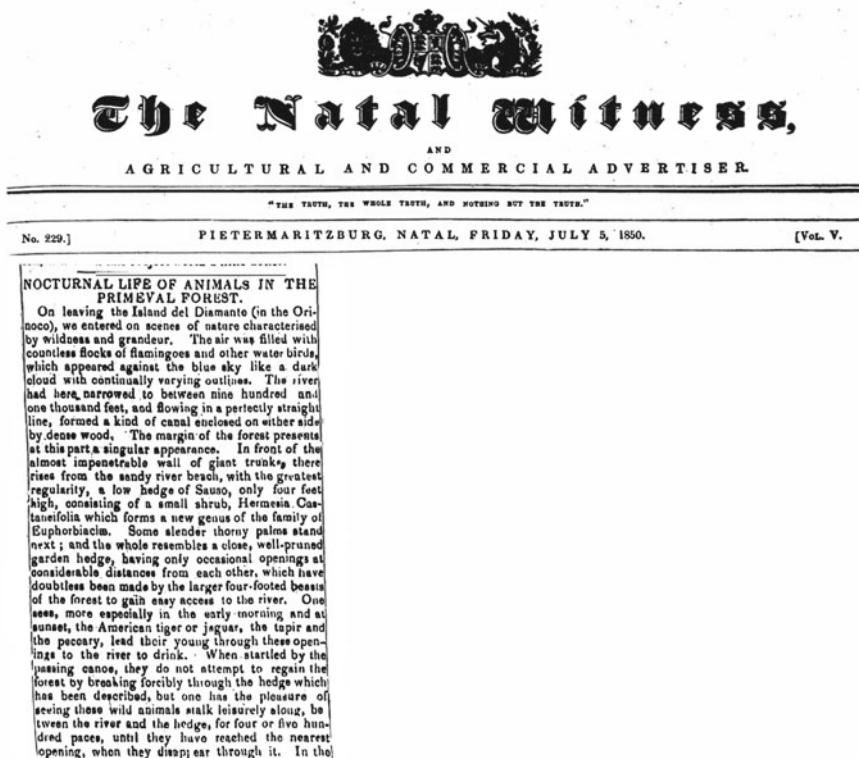 The Natal Witness,
AND
AGRICULTURAL AND COMMERCIAL ADVERTISER.
"THE TRUTH, THE WHOLE TRUTH, AND NOTHING BUT THE TRUTH."
No. 229.] PIETERMARITZBURG, NATAL, FRIDAY, JULY 5, 1850. [VOL. V.
NOCTURNAL LIFE OF ANIMALS IN THE
PRIMEVAL FOREST.
On leaving the Island del Diamante (in the Ori-
noco), we entered on scenes of nature characterised
by wildness and grandeur. The air was filled with
countless flocks of flamingoes and other water birds,
which appeared against the blue sky like a dark
cloud with continually varying outlines. The river
had here narrowed to between nine hundred and
one thousand feet, and flowing in a perfectly straight
line, formed a kind of canal enclosed on either side
by dense wood. The margin of the forest presents
at this part a singular appearance. In front of the
almost impenetrable wall of giant trunks, there
rises from the sandy river beach, with the greatest
regularity, a low hedge of Sauso, only four feet
high, consisting of a small shrub, Hermesia Cas-
taneifolia which forms a new genus of the family of
Euphorbiaciæ. Some slender thorny palms stand
next ; and the whole resembles a close, well-pruned
garden hedge, having only occasional openings at
considerable distances from each other, which have
doubtless been made by the larger four-footed beasts
of the forest to gain easy access to the river. One
sees, more especially in the early morning and at
sunset, the American tiger or jaguar, the tapir and
the peccary, lead their young through these open-
ings to the river to drink. When startled by the
passing canoe, they do not attempt to regain the
forest by breaking forcibly through the hedge which
has been described, but one has the pleasure of
seeing these wild animals stalk leisurely along, be
tween the river and the hedge, for four or five hun-
dred paces, until they have reached the nearest
opening, when they disappear through it. In the